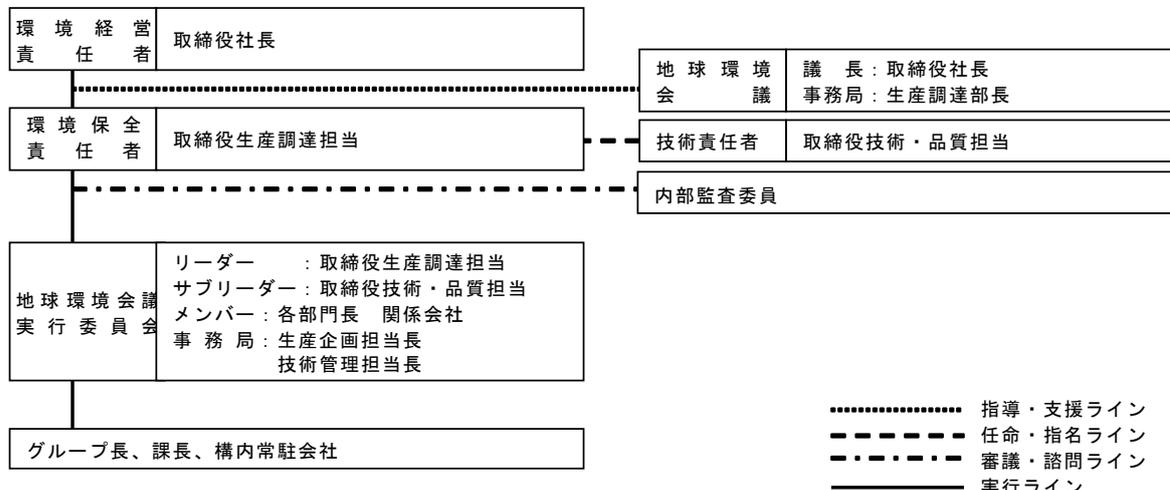 環境経営
責任者
取締役社長
地球環境
会議
議長：取締役社長
事務局：生産調達部長
環境保全
責任者
取締役生産調達担当
技術責任者
取締役技術・品質担当
内部監査委員
地球環境会議
実行委員会
リーダー　：取締役生産調達担当
サブリーダー：取締役技術・品質担当
メンバー：各部門長　関係会社
事務局：生産企画担当長
技術管理担当長
グループ長、課長、構内常駐会社
指導・支援ライン
任命・指名ライン
審議・諮問ライン
実行ライン